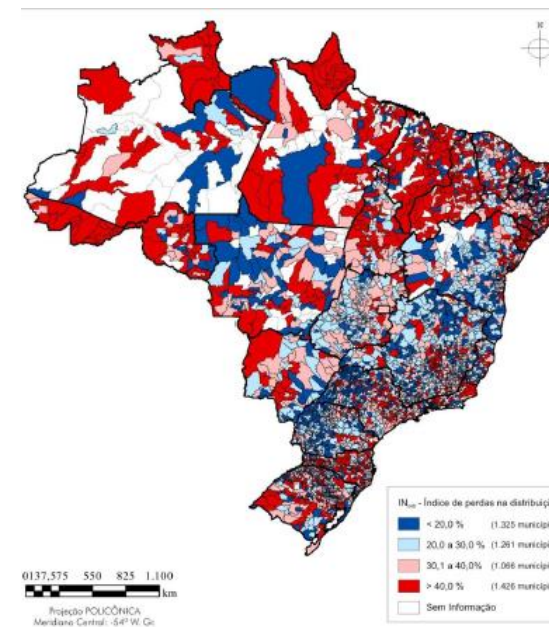 N
IN₀₄₉ - Índice de perdas na distribuiçã
< 20,0 % (1.325 municípi
20,0 a 30,0 % (1.261 municípi
30,1 a 40,0% (1.066 municípi
> 40,0 % (1.426 municípi
Sem Informação
0137,575 550 825 1.100
km
Projeção POLICÔNICA
Meridiano Central: -54º W. Gr.